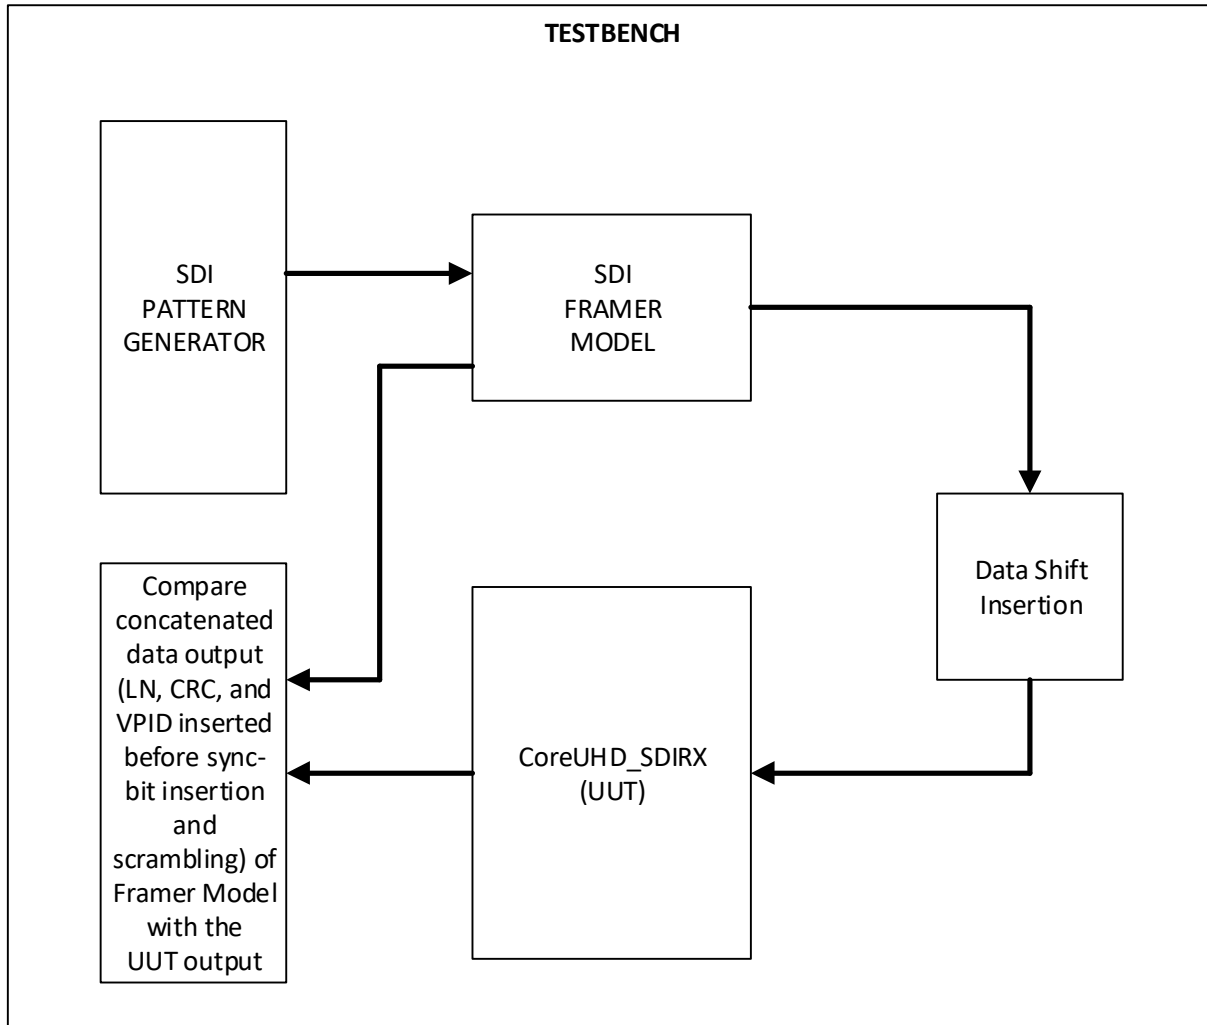 TESTBENCH
SDI
PATTERN
GENERATOR
SDI
FRAMER
MODEL
Data Shift
Insertion
Compare
concatenated
data output
(LN, CRC, and
VPID inserted
before sync-
bit insertion
and
scrambling) of
Framer Model
with the
UUT output
CoreUHD_SDIRX
(UUT)